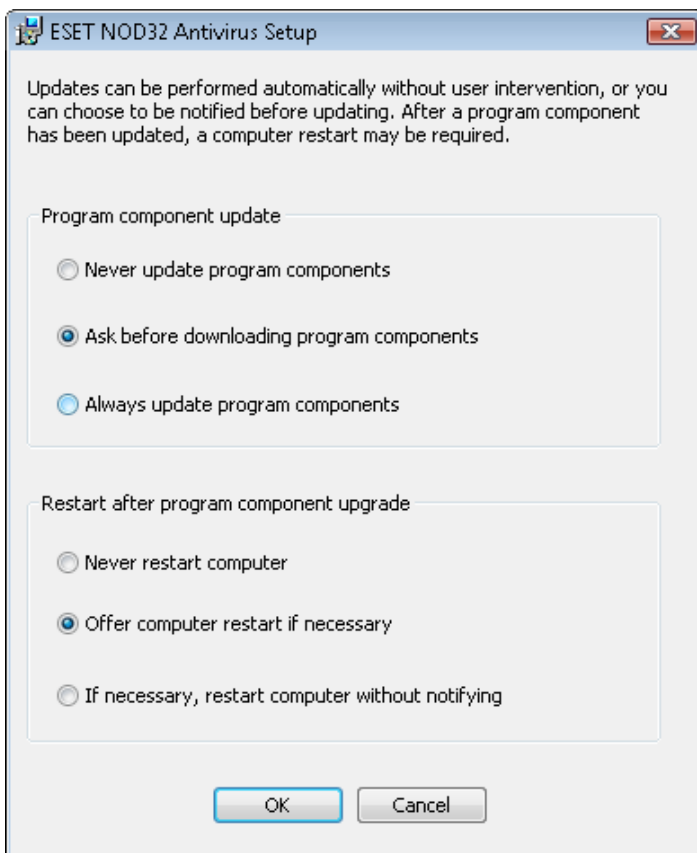 ESET NOD32 Antivirus Setup
Updates can be performed automatically without user intervention, or you
can choose to be notified before updating. After a program component
has been updated, a computer restart may be required.
Program component update
Never update program components
Ask before downloading program components
Always update program components
Restart after program component upgrade
Never restart computer
Offer computer restart if necessary
If necessary, restart computer without notifying
OK Cancel